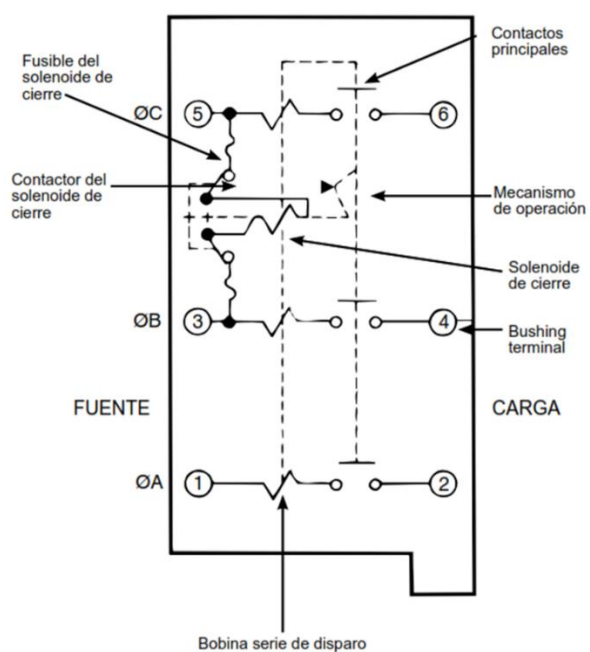 Contactos
principales
Fusible del
solenoide de
cierre
ØC
5
6
Contactor del
solenoide de
cierre
Mecanismo
de operación
Solenoide
de cierre
ØB
3
4
Bushing
terminal
FUENTE
CARGA
ØA
1
2
Bobina serie de disparo